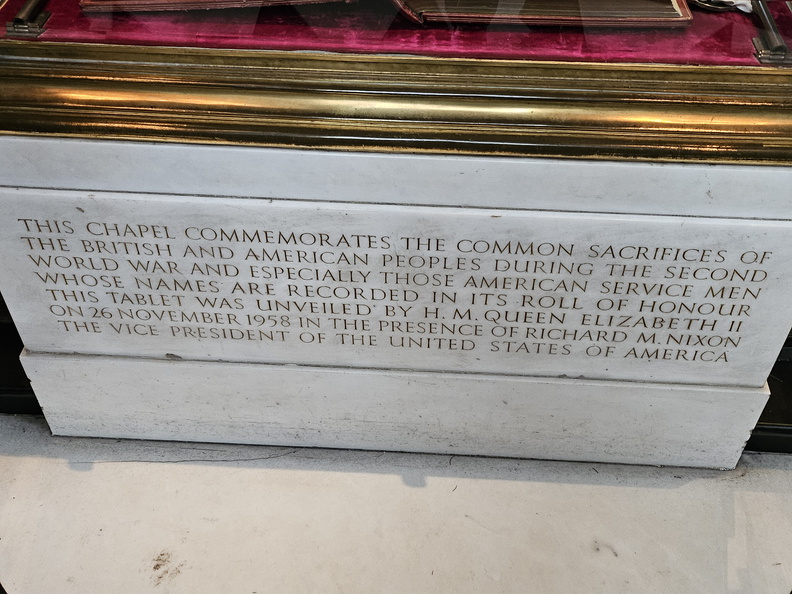 THIS CHAPEL COMMEMORATES THE COMMON SACRIFICES OF
THE BRITISH AND AMERICAN PEOPLES DURING THE SECOND
WORLD WAR AND ESPECIALLY THOSE AMERICAN SERVICE MEN
WHOSE NAMES ARE RECORDED IN ITS ROLL OF HONOUR
THIS TABLET WAS UNVEILED BY H. M. QUEEN ELIZABETH II
ON 26 NOVEMBER 1958 IN THE PRESENCE OF RICHARD M. NIXON
THE VICE PRESIDENT OF THE UNITED STATES OF AMERICA